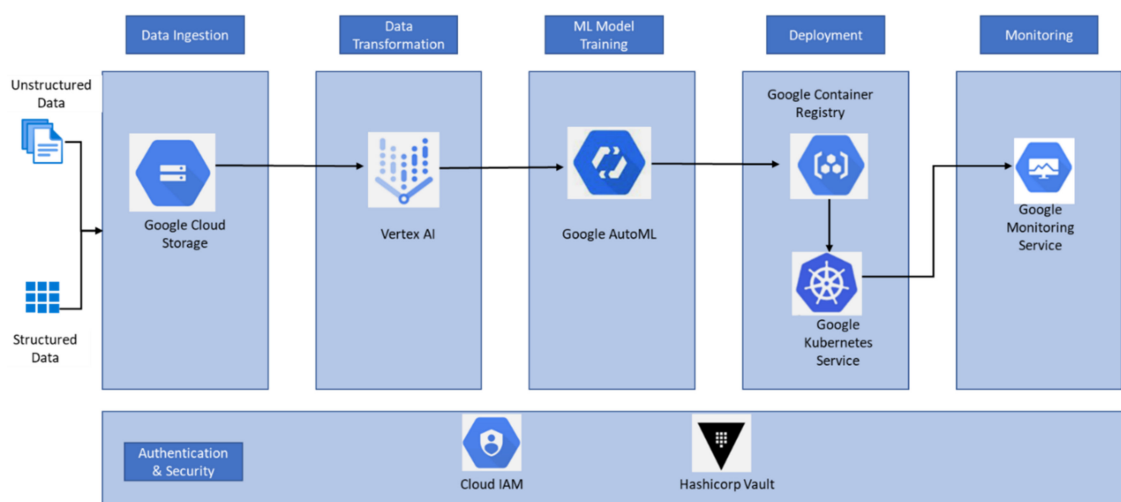 Data Ingestion
Data
Transformation
ML Model
Training
Deployment
Monitoring
Unstructured
Data
Structured
Data
Google Cloud
Storage
Vertex AI
Google AutoML
Google Container
Registry
Google
Kubernetes
Service
Google
Monitoring
Service
Authentication
& Security
Cloud IAM
Hashicorp Vault